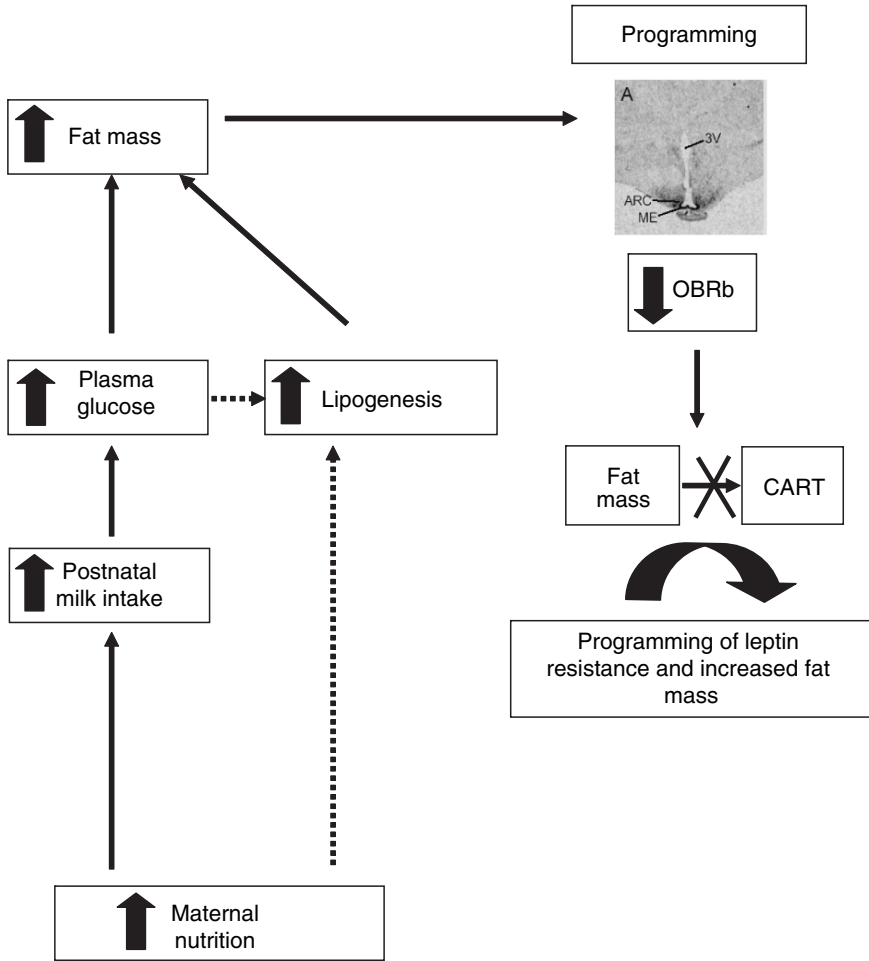 Programming
A
3V
ARC
ME
Fat mass
OBRb
Plasma
glucose
Lipogenesis
Fat
mass
CART
Postnatal
milk intake
Programming of leptin
resistance and increased fat
mass
Maternal
nutrition